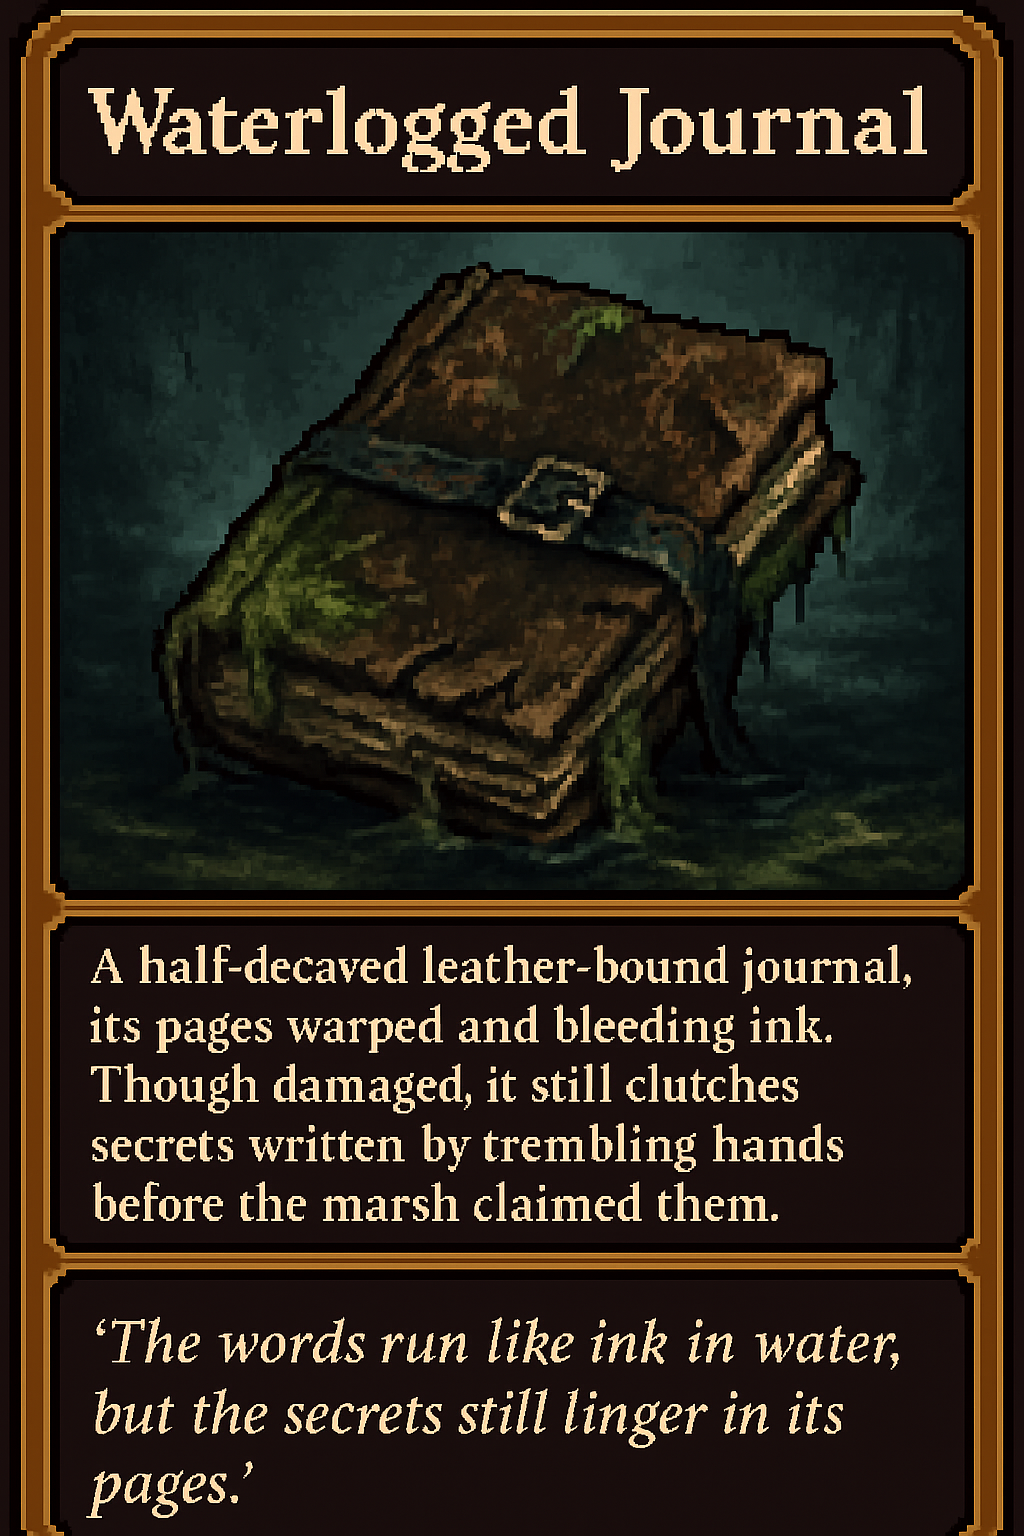 Waterlogged Journal
A half-decaved leather-bound journal,
its pages warped and bleeding ink.
Though damaged, it still clutches
secrets written by trembling hands
before the marsh claimed them.
‘The words run like ink in water,
but the secrets still linger in its
pages.’